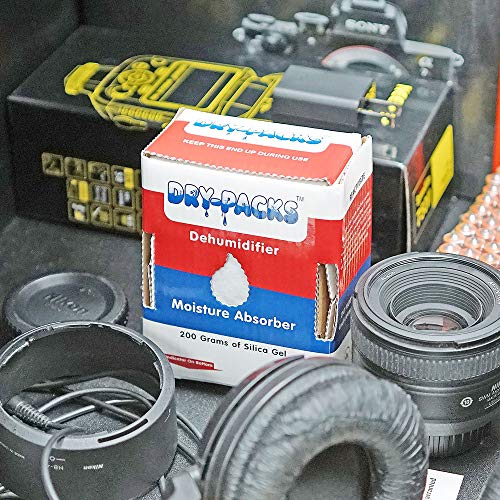 SONY
α
DRY-PACKS
KEEP THIS END UP DURING USE
DRY-PACKS™
Dehumidifier
Moisture Absorber
200 Grams of Silica Gel
Indicator On Bottom
Nikon
Nikon